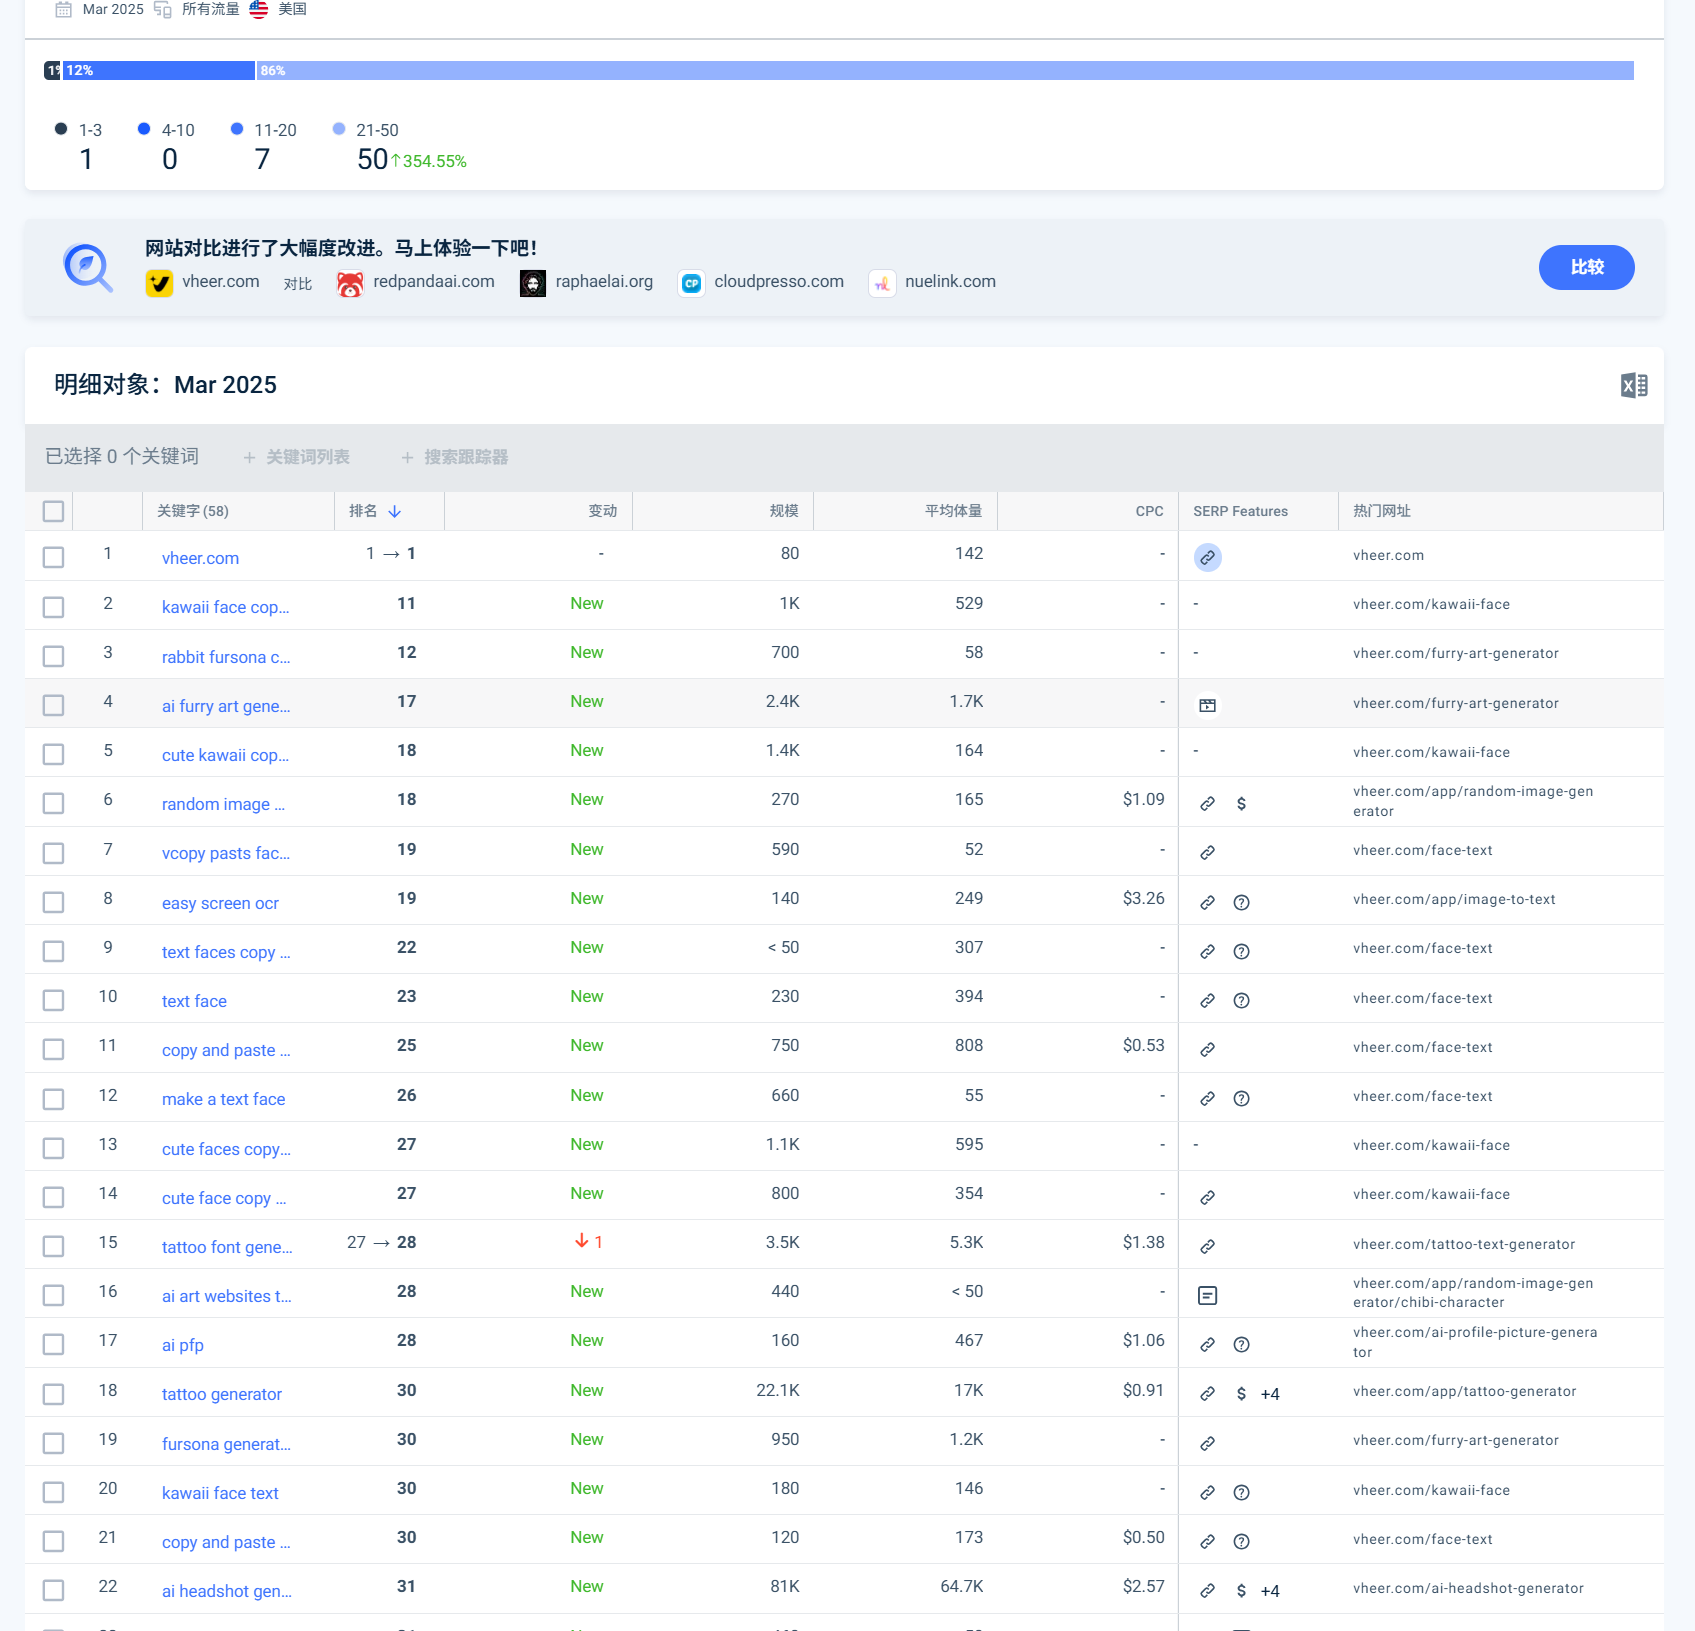 Mar 2025 所有流量 美国
1% 12% 86%
1-3 4-10 11-20 21-50
1 0 7 50 ↑354.55%
网站对比进行了大幅度改进。马上体验一下吧！
vheer.com 对比 redpandaai.com raphaelai.org cloudpresso.com nuelink.com
比较
明细对象：Mar 2025
已选择 0 个关键词 + 关键词列表 + 搜索跟踪器
关键字 (58) 排名 ↓ 变动 规模 平均体量 CPC SERP Features 热门网址
1 vheer.com 1 → 1 - 80 142 - vheer.com
2 kawaii face cop... 11 New 1K 529 - - vheer.com/kawaii-face
3 rabbit fursona c... 12 New 700 58 - - vheer.com/furry-art-generator
4 ai furry art gene... 17 New 2.4K 1.7K - vheer.com/furry-art-generator
5 cute kawaii cop... 18 New 1.4K 164 - - vheer.com/kawaii-face
6 random image ... 18 New 270 165 $1.09 $ vheer.com/app/random-image-gen
erator
7 vcopy pasts fac... 19 New 590 52 - vheer.com/face-text
8 easy screen ocr 19 New 140 249 $3.26 vheer.com/app/image-to-text
9 text faces copy ... 22 New < 50 307 - vheer.com/face-text
10 text face 23 New 230 394 - vheer.com/face-text
11 copy and paste ... 25 New 750 808 $0.53 vheer.com/face-text
12 make a text face 26 New 660 55 - vheer.com/face-text
13 cute faces copy... 27 New 1.1K 595 - - vheer.com/kawaii-face
14 cute face copy ... 27 New 800 354 - vheer.com/kawaii-face
15 tattoo font gene... 27 → 28 ↓ 1 3.5K 5.3K $1.38 vheer.com/tattoo-text-generator
16 ai art websites t... 28 New 440 < 50 - vheer.com/app/random-image-gen
erator/chibi-character
17 ai pfp 28 New 160 467 $1.06 vheer.com/ai-profile-picture-genera
tor
18 tattoo generator 30 New 22.1K 17K $0.91 $ +4 vheer.com/app/tattoo-generator
19 fursona generat... 30 New 950 1.2K - vheer.com/furry-art-generator
20 kawaii face text 30 New 180 146 - vheer.com/kawaii-face
21 copy and paste ... 30 New 120 173 $0.50 vheer.com/face-text
22 ai headshot gen... 31 New 81K 64.7K $2.57 $ +4 vheer.com/ai-headshot-generator